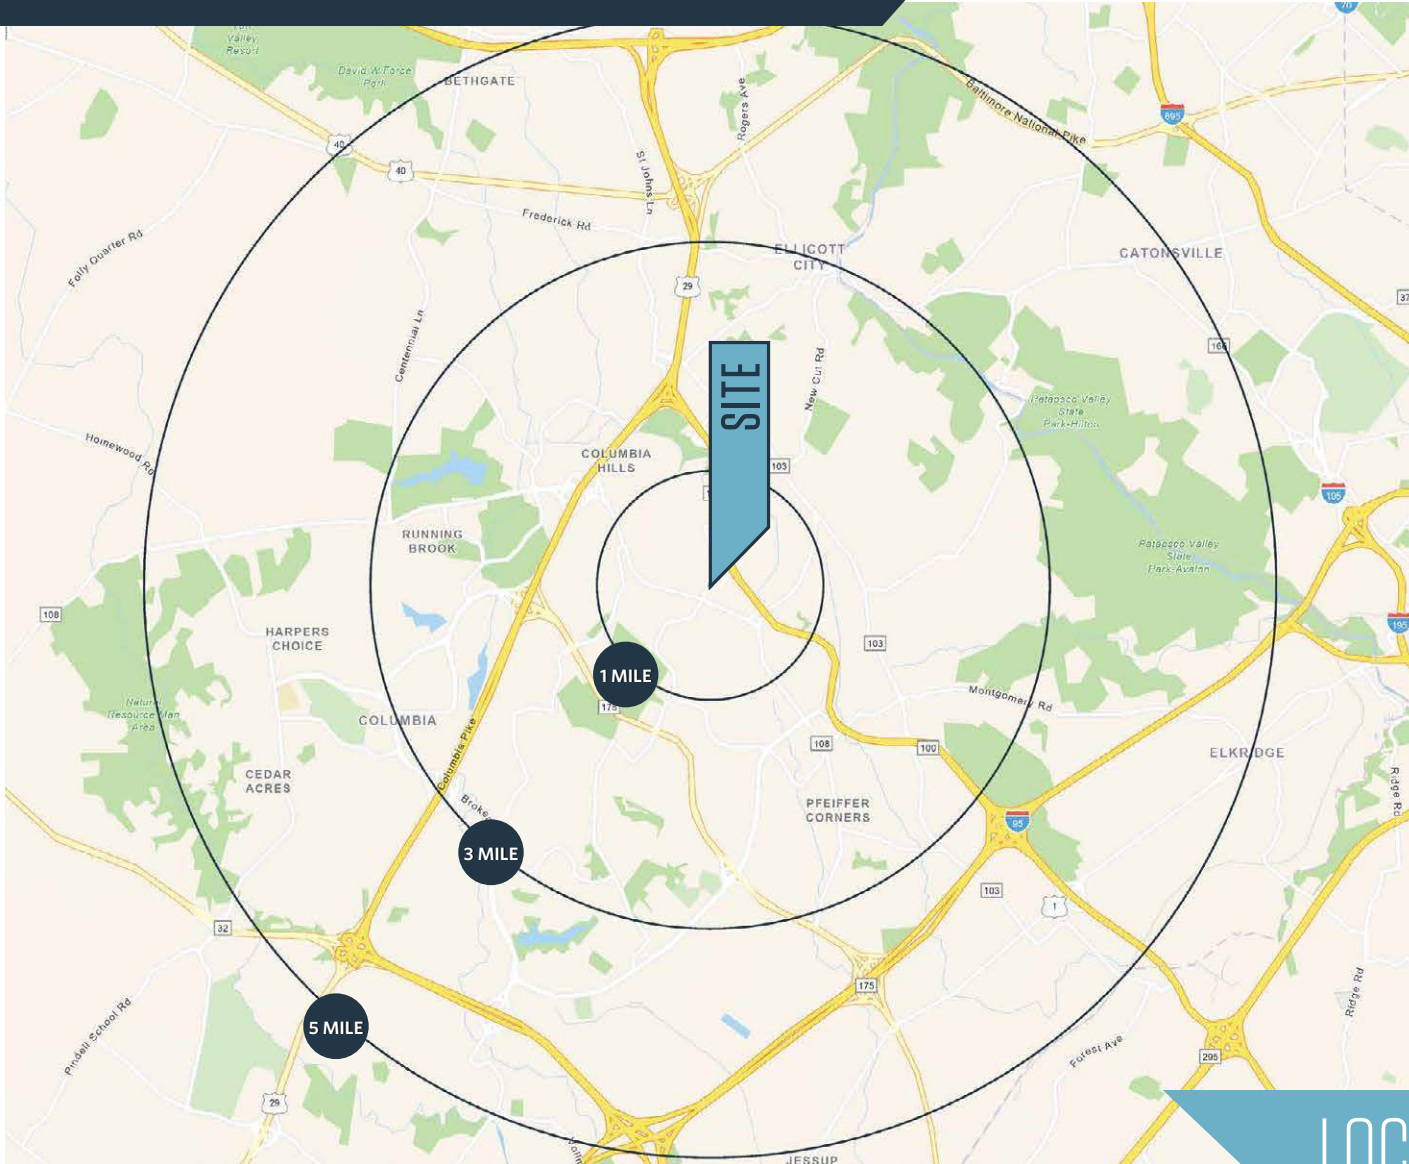 70
Valley
Resort
David W Force
Park
BETHGATE
Rogers Ave
Baltimore National Pike
695
40
40
St Johns Ln
Frederick Rd
Folly Quarter Rd
ELLICOTT
CITY
CATONSVILLE
29
Centennial Ln
166
SITE
New Cut Rd
Patapsco Valley
State
Park-Hilton
Homewood Rd
COLUMBIA
HILLS
103
195
RUNNING
BROOK
Patapsco Valley
State
Park-Avalon
108
195
HARPERS
CHOICE
103
1 MILE
Montgomery Rd
Natural
Resource Man
Area
175
COLUMBIA
Columbia Pike
108
100
ELKRIDGE
CEDAR
ACRES
Ridge Rd
PFEIFFER
CORNERS
95
3 MILE
103
1
32
175
Ridge Rd
Pindell School Rd
5 MILE
Forest Ave
295
29
JESSUP
LOC